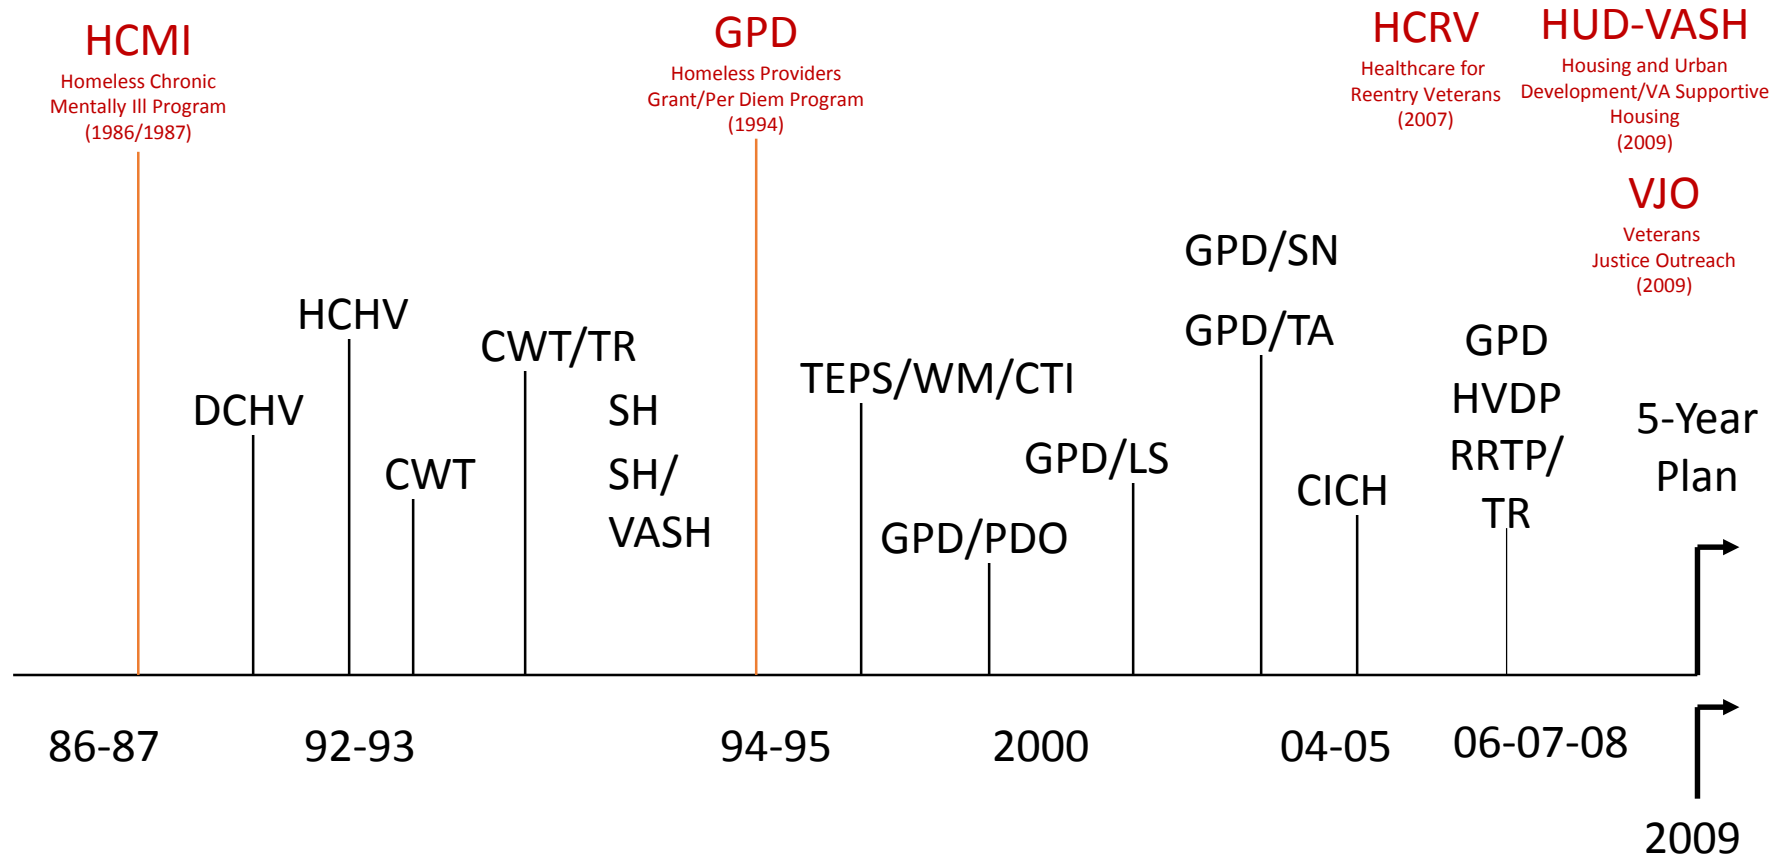 HCMI
Homeless Chronic
Mentally Ill Program
(1986/1987)
GPD
Homeless Providers
Grant/Per Diem Program
(1994)
HCRV
Healthcare for
Reentry Veterans
(2007)
HUD-VASH
Housing and Urban
Development/VA Supportive
Housing
(2009)
VJO
Veterans
Justice Outreach
(2009)
DCHV
HCHV
CWT
CWT/TR
SH
SH/
VASH
TEPS/WM/CTI
GPD/PDO
GPD/LS
GPD/SN
GPD/TA
CICH
GPD
HVDP
RRTP/
TR
5-Year
Plan
86-87
92-93
94-95
2000
04-05
06-07-08
2009